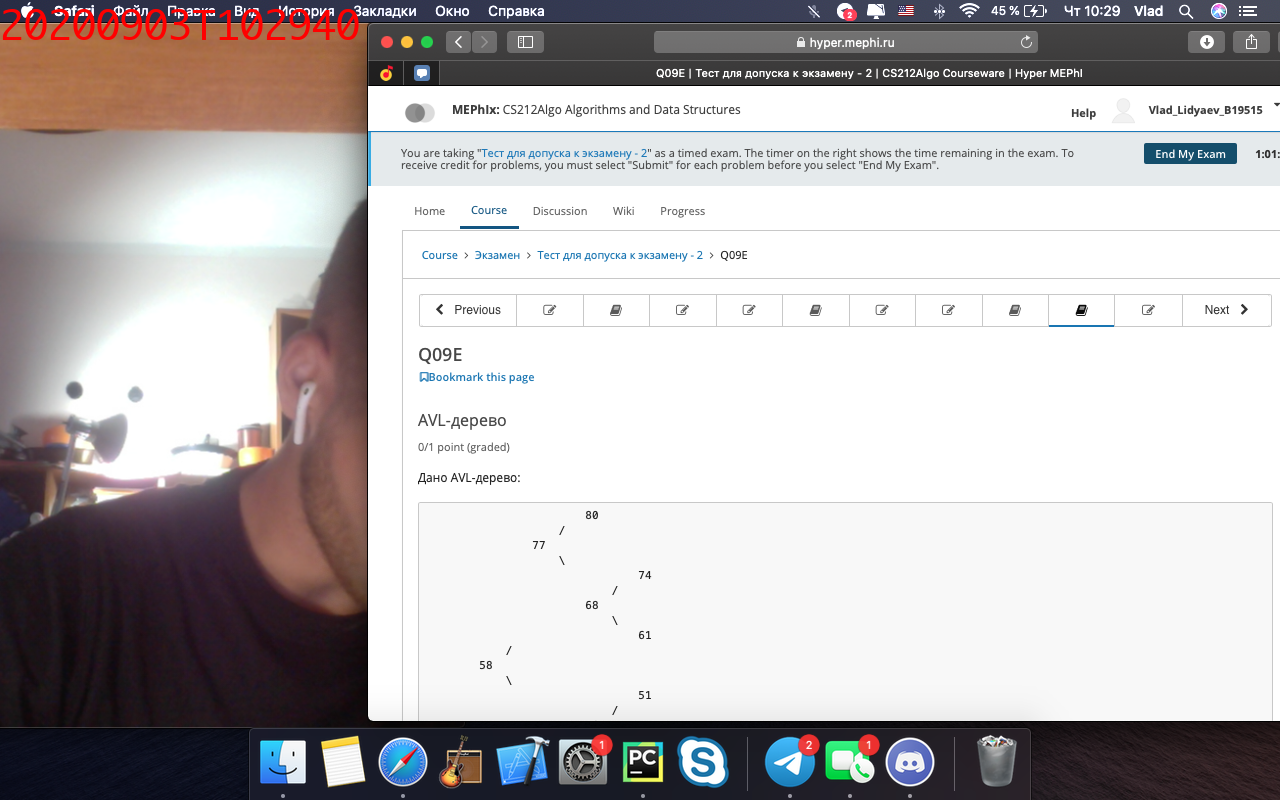 20200903T102940
Safari Файл Правка Вид История Закладки Окно Справка 2 45 % Чт 10:29 Vlad
hyper.mephi.ru
Q09E | Тест для допуска к экзамену - 2 | CS212Algo Courseware | Hyper MEPhI
MEPhIx: CS212Algo Algorithms and Data Structures
Help Vlad_Lidyaev_B19515
You are taking "Тест для допуска к экзамену - 2" as a timed exam. The timer on the right shows the time remaining in the exam. To
receive credit for problems, you must select "Submit" for each problem before you select "End My Exam".
End My Exam 1:01:
Home Course Discussion Wiki Progress
Course > Экзамен > Тест для допуска к экзамену - 2 > Q09E
Previous Next
Q09E
Bookmark this page
AVL-дерево
0/1 point (graded)
Дано AVL-дерево:
80
/
77
\
74
/
68
\
61
/
58
\
51
/
1 PC 2 1